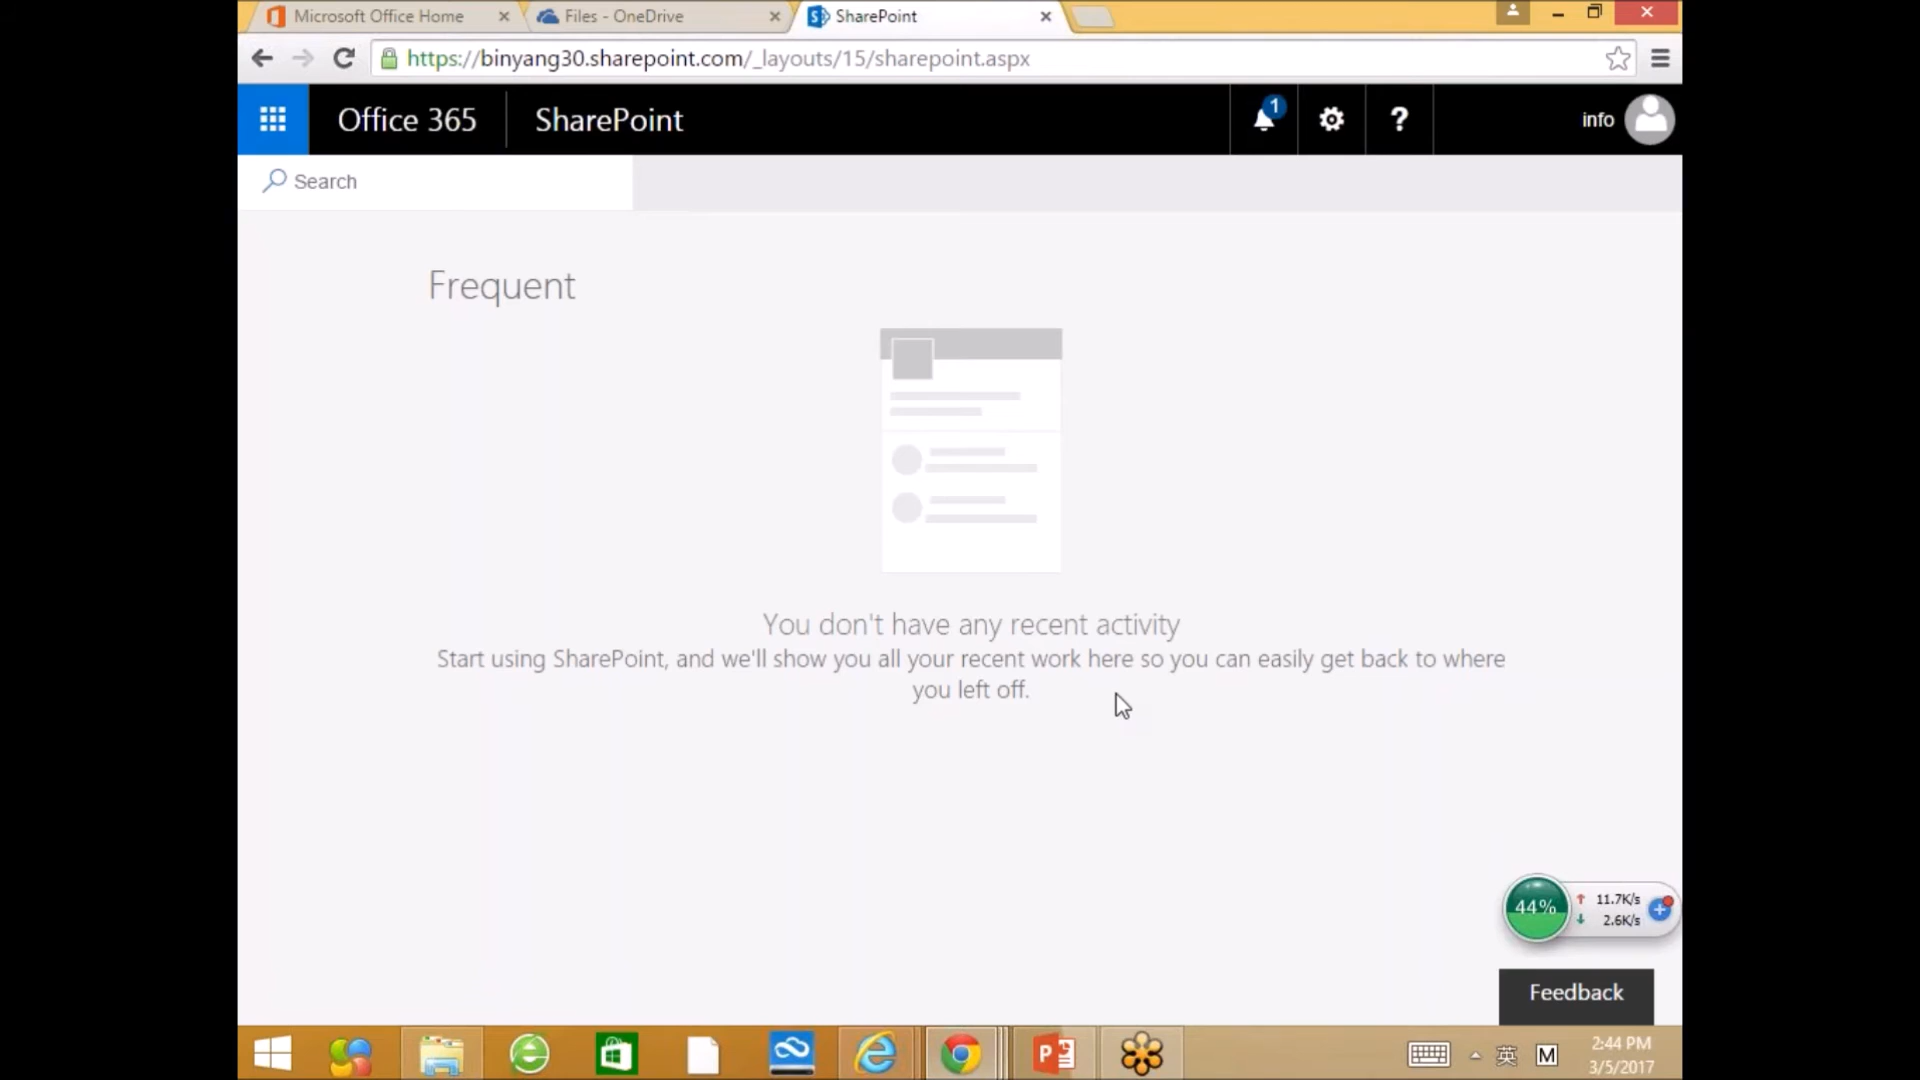 Microsoft Office Home
Files - OneDrive
SharePoint
https://binyang30.sharepoint.com/_layouts/15/sharepoint.aspx
Office 365
SharePoint
1
?
info
Search
Frequent
You don't have any recent activity
Start using SharePoint, and we'll show you all your recent work here so you can easily get back to where
you left off.
44%
11.7K/s
2.6K/s
Feedback
英
M
2:44 PM
3/5/2017